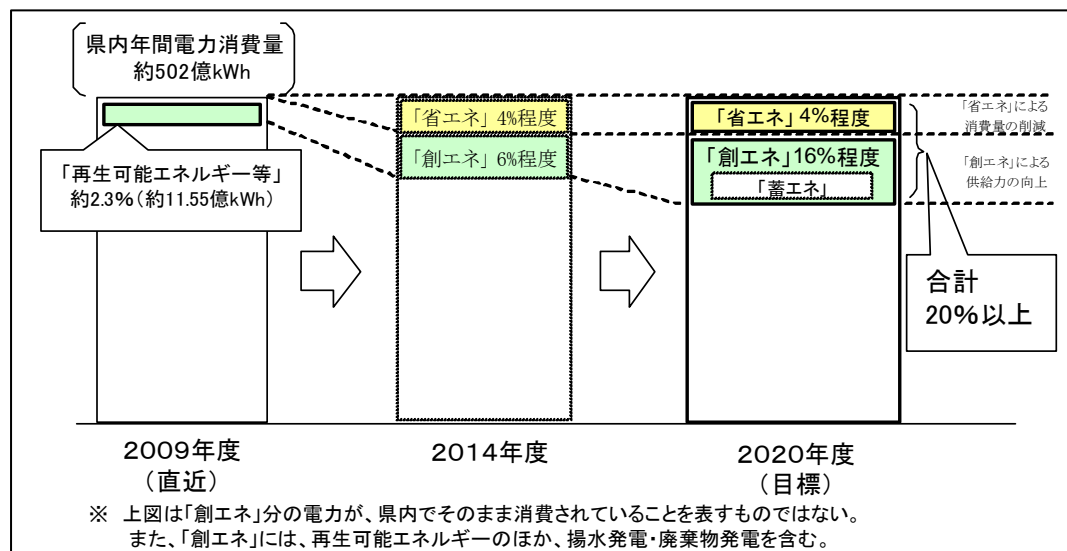 県内年間電力消費量
約502億kWh
「再生可能エネルギー等」
約2.3%(約11.55億kWh)
「省エネ」 4%程度
「創エネ」 6%程度
「省エネ」 4%程度
「創エネ」16%程度
「蓄エネ」
「省エネ」による
消費量の削減
「創エネ」による
供給力の向上
合計
20%以上
2009年度
(直近)
2014年度
2020年度
(目標)
※ 上図は「創エネ」分の電力が、県内でそのまま消費されていることを表すものではない。
また、「創エネ」には、再生可能エネルギーのほか、揚水発電・廃棄物発電を含む。